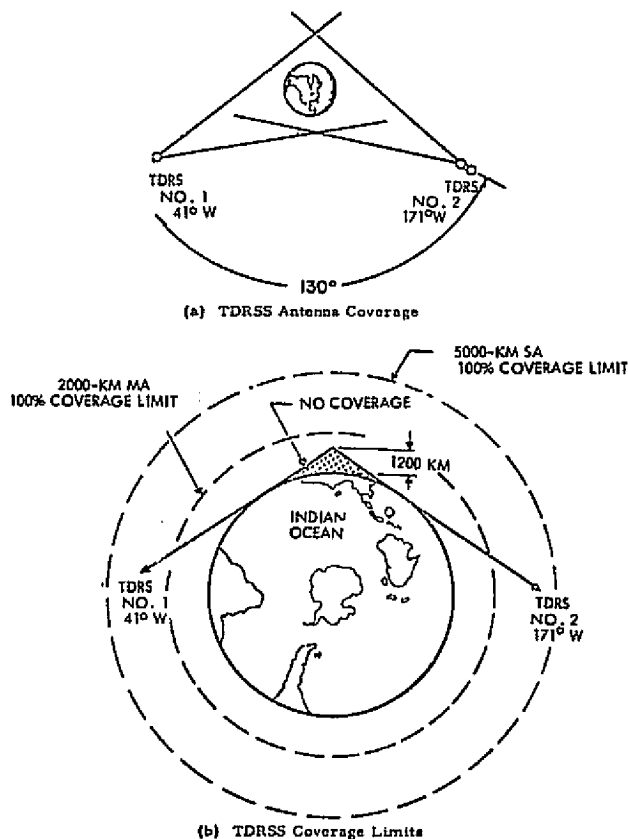 TDRS
NO. 1
41° W
TDRS
NO. 2
171° W
130°
(a) TDRSS Antenna Coverage
5000-KM SA
100% COVERAGE LIMIT
2000-KM MA
100% COVERAGE LIMIT
NO COVERAGE
1200 KM
INDIAN
OCEAN
TDRS
NO. 1
41° W
TDRS
NO. 2
171° W
(b) TDRSS Coverage Limits